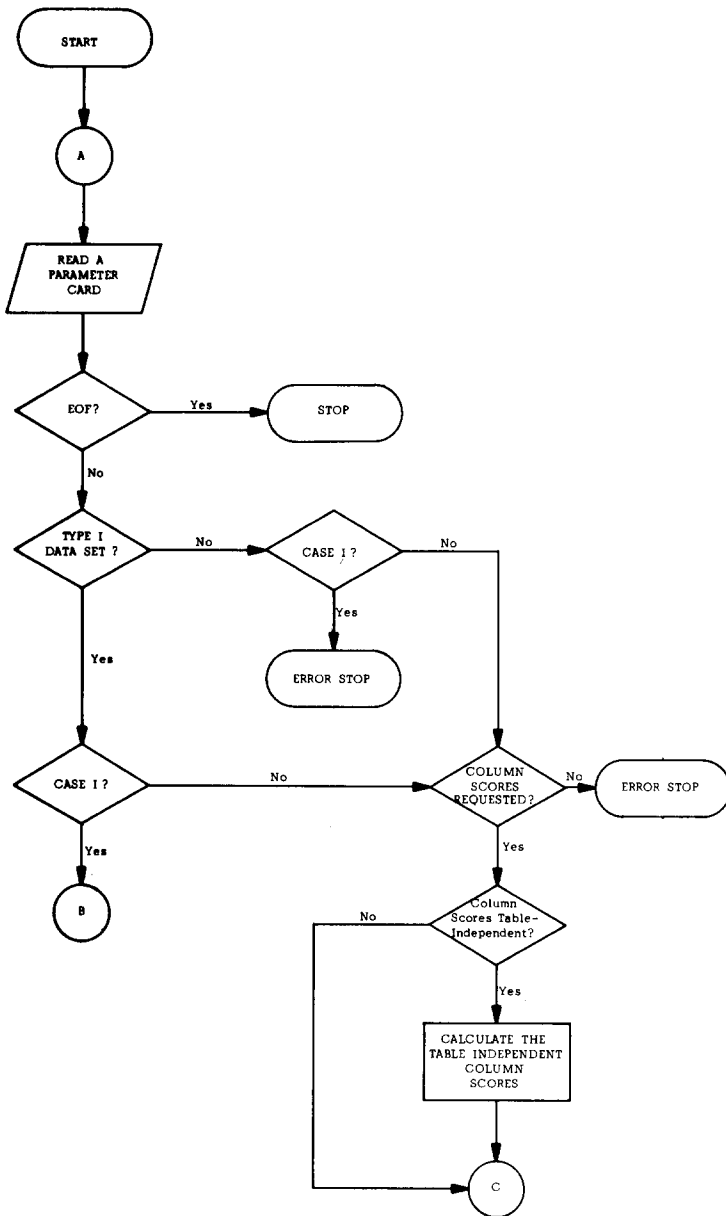 START
A
READ A
PARAMETER
CARD
EOF?
Yes
STOP
No
TYPE I
DATA SET ?
No
CASE I ?
No
Yes
Yes
ERROR STOP
CASE I ?
No
COLUMN
SCORES
REQUESTED?
No
ERROR STOP
Yes
Yes
B
No
Column
Scores Table-
Independent?
Yes
CALCULATE THE
TABLE INDEPENDENT
COLUMN
SCORES
C